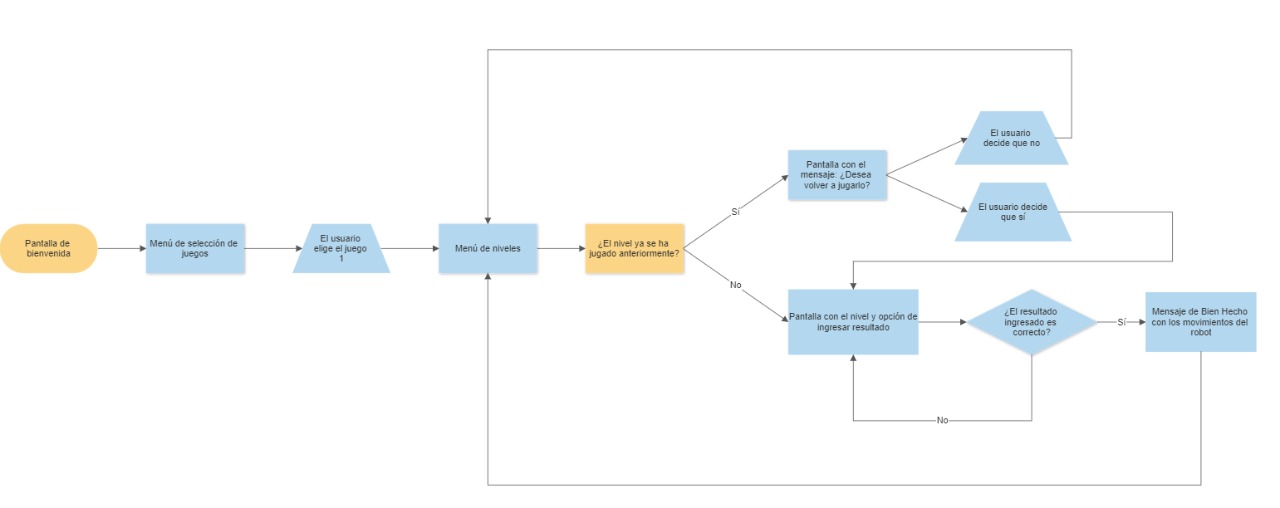 Pantalla de
bienvenida
Menú de selección de
juegos
El usuario
elige el juego
1
Menú de niveles
¿El nivel ya se ha
jugado anteriormente?
Sí
No
Pantalla con el
mensaje: ¿Desea
volver a jugarlo?
El usuario
decide que no
El usuario decide
que sí
Pantalla con el nivel y opción de
ingresar resultado
¿El resultado
ingresado es
correcto?
Sí
No
Mensaje de Bien Hecho
con los movimientos del
robot